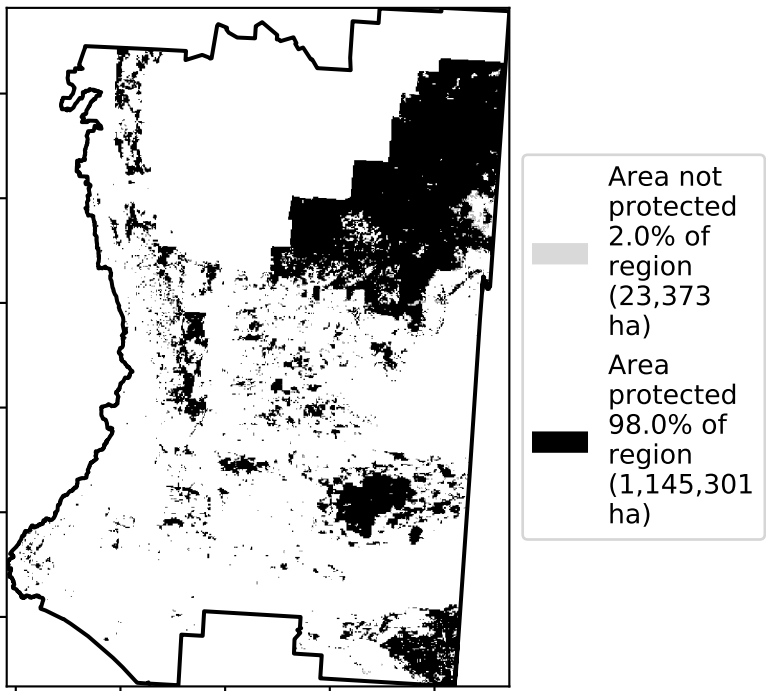 Area not
protected
2.0% of
region
(23,373
ha)
Area
protected
98.0% of
region
(1,145,301
ha)